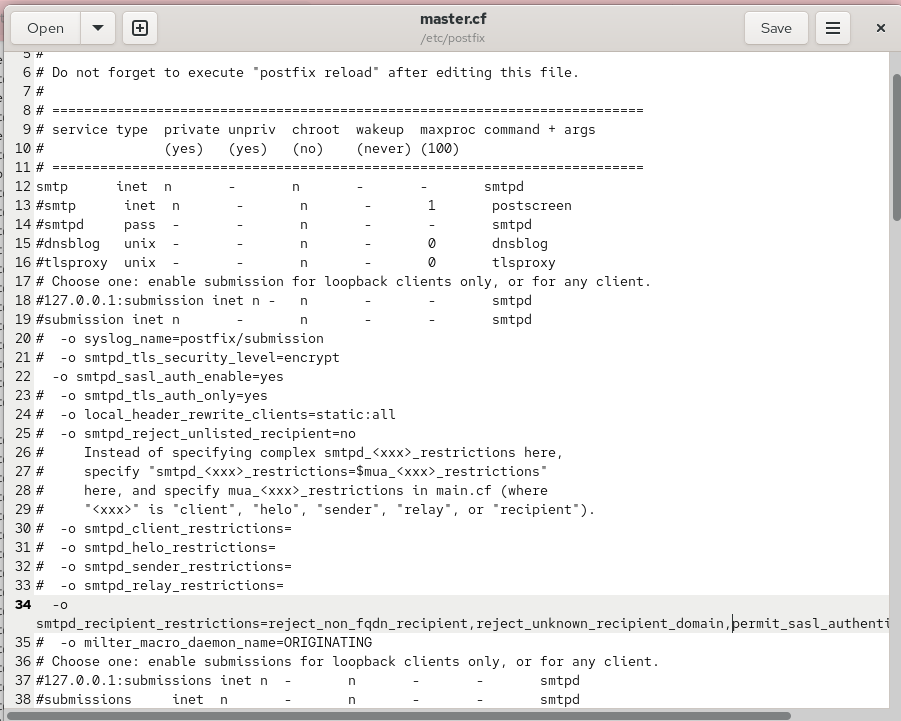 Open
master.cf
/etc/postfix
Save
5 #
6 # Do not forget to execute "postfix reload" after editing this file.
7 #
8 # ==========================================================================
9 # service type  private unpriv  chroot  wakeup  maxproc command + args
10 #               (yes)   (yes)   (no)    (never) (100)
11 # ==========================================================================
12 smtp      inet  n       -       n       -       -       smtpd
13 #smtp      inet  n       -       n       -       1       postscreen
14 #smtpd     pass  -       -       n       -       -       smtpd
15 #dnsblog   unix  -       -       n       -       0       dnsblog
16 #tlsproxy  unix  -       -       n       -       0       tlsproxy
17 # Choose one: enable submission for loopback clients only, or for any client.
18 #127.0.0.1:submission inet n -   n       -       -       smtpd
19 #submission inet n       -       n       -       -       smtpd
20 #  -o syslog_name=postfix/submission
21 #  -o smtpd_tls_security_level=encrypt
22   -o smtpd_sasl_auth_enable=yes
23 #  -o smtpd_tls_auth_only=yes
24 #  -o local_header_rewrite_clients=static:all
25 #  -o smtpd_reject_unlisted_recipient=no
26 #     Instead of specifying complex smtpd_<xxx>_restrictions here,
27 #     specify "smtpd_<xxx>_restrictions=$mua_<xxx>_restrictions"
28 #     here, and specify mua_<xxx>_restrictions in main.cf (where
29 #     "<xxx>" is "client", "helo", "sender", "relay", or "recipient").
30 #  -o smtpd_client_restrictions=
31 #  -o smtpd_helo_restrictions=
32 #  -o smtpd_sender_restrictions=
33 #  -o smtpd_relay_restrictions=
34   -o
smtpd_recipient_restrictions=reject_non_fqdn_recipient,reject_unknown_recipient_domain,permit_sasl_authenti
35 #  -o milter_macro_daemon_name=ORIGINATING
36 # Choose one: enable submissions for loopback clients only, or for any client.
37 #127.0.0.1:submissions inet n  -       n       -       -       smtpd
38 #submissions     inet  n       -       n       -       -       smtpd